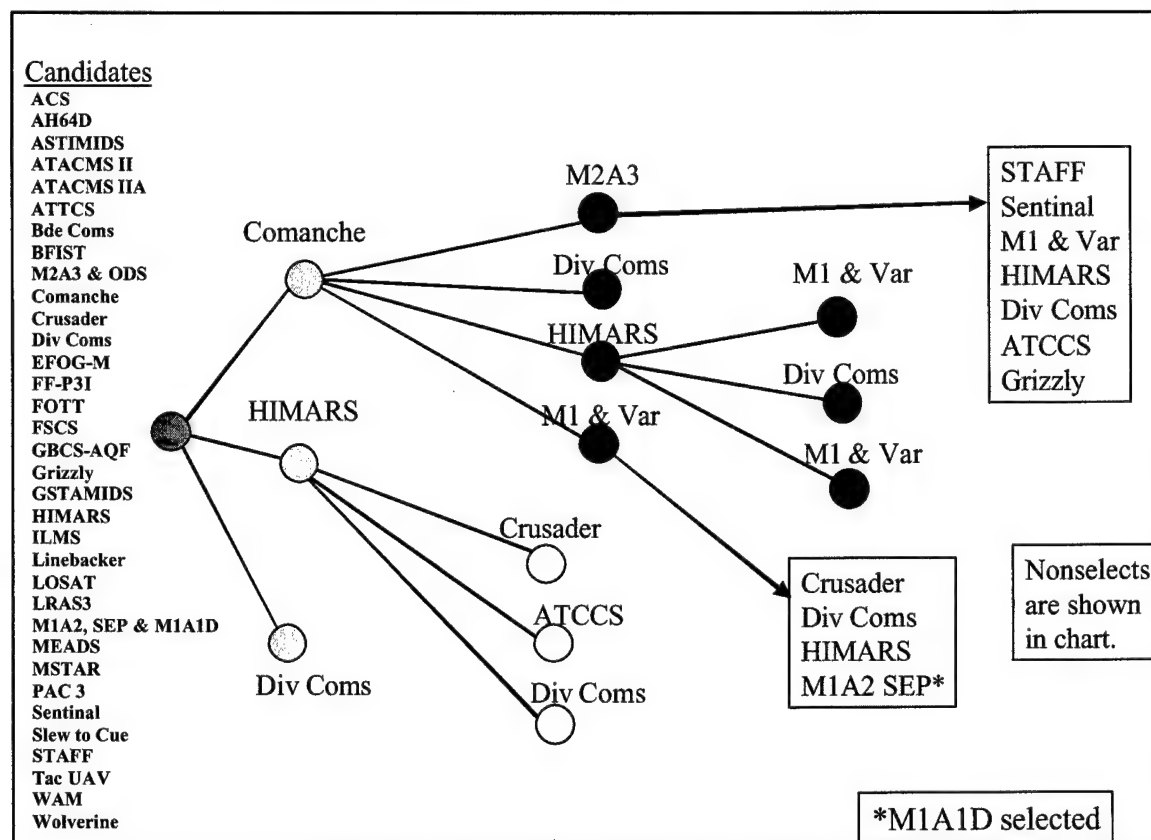 Candidates
ACS
AH64D
ASTIMIDS
ATACMS II
ATACMS IIA
ATTCS
Bde Coms
BFIST
M2A3 & ODS
Comanche
Crusader
Div Coms
EFOG-M
FF-P3I
FOTT
FSCS
GBCS-AQF
Grizzly
GSTAMIDS
HIMARS
ILMS
Linebacker
LOSAT
LRAS3
M1A2, SEP & M1A1D
MEADS
MSTAR
PAC 3
Sentinal
Slew to Cue
STAFF
Tac UAV
WAM
Wolverine
Comanche
HIMARS
Div Coms
M2A3
Div Coms
HIMARS
M1 & Var
Crusader
ATCCS
Div Coms
M1 & Var
Div Coms
M1 & Var
STAFF
Sentinal
M1 & Var
HIMARS
Div Coms
ATCCS
Grizzly
Crusader
Div Coms
HIMARS
M1A2 SEP*
Nonselects
are shown
in chart.
*M1A1D selected